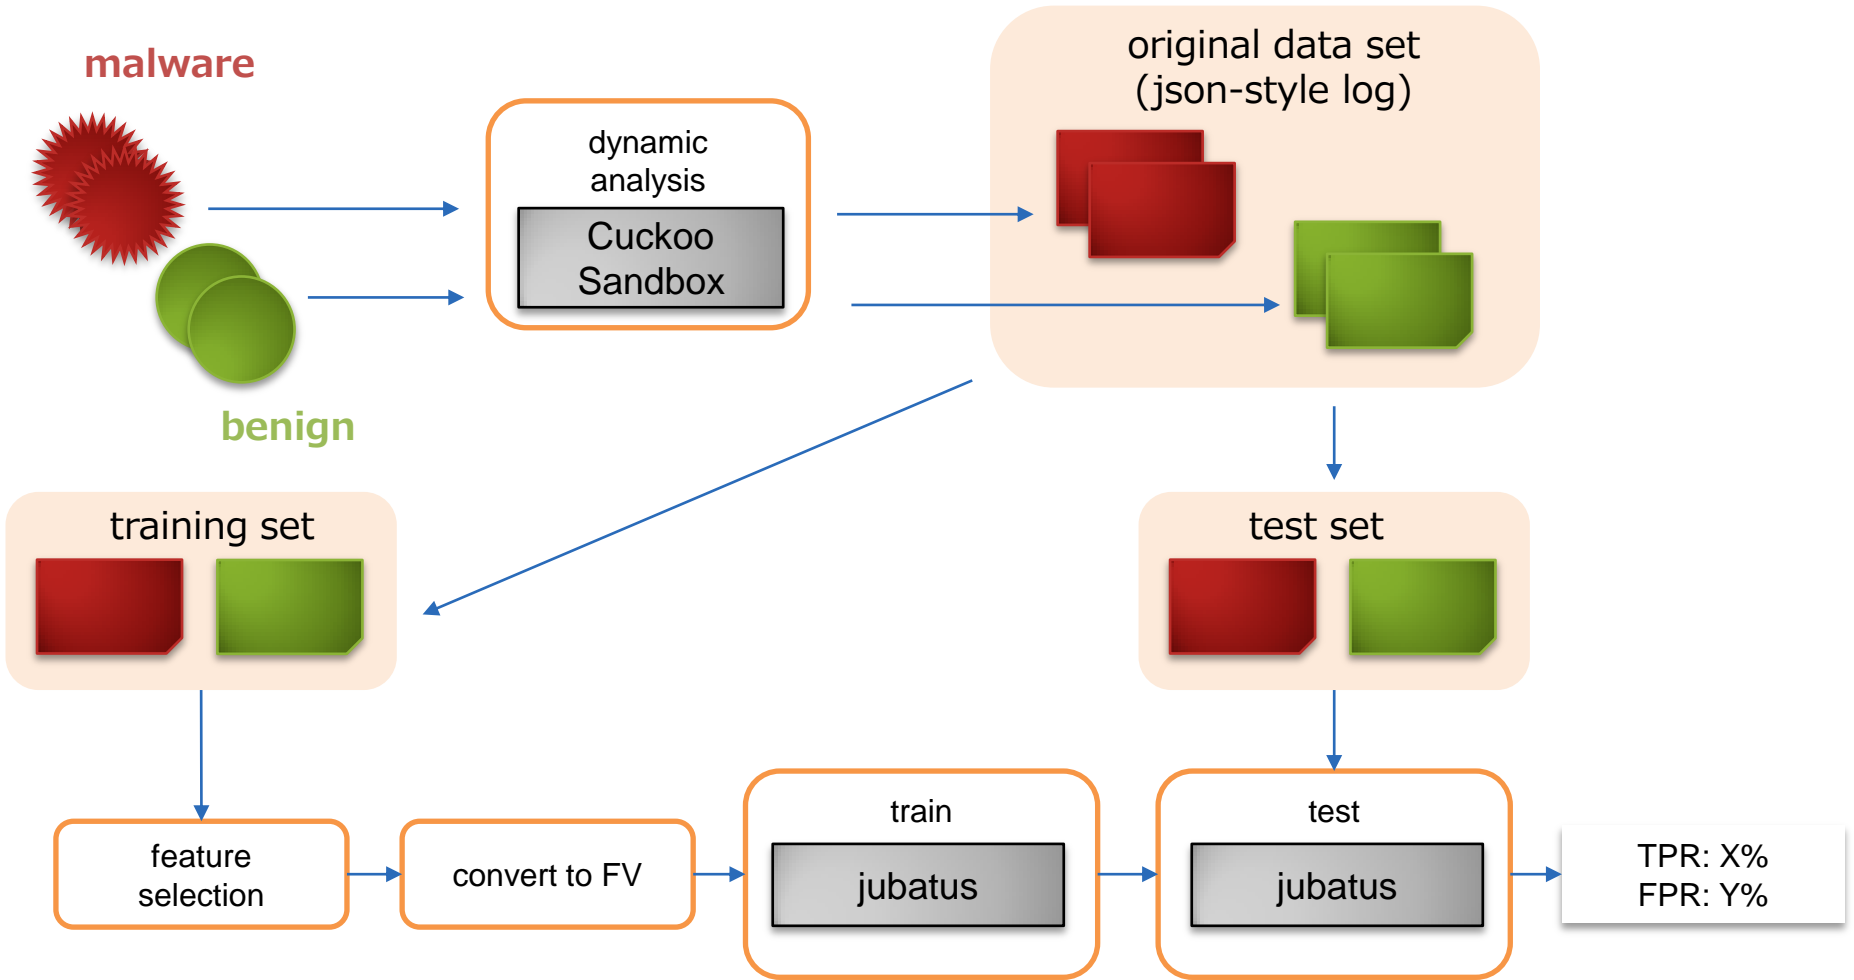 malware
original data set
(json-style log)
dynamic
analysis
Cuckoo
Sandbox
benign
training set
test set
feature
selection
convert to FV
train
jubatus
test
jubatus
TPR: X%
FPR: Y%